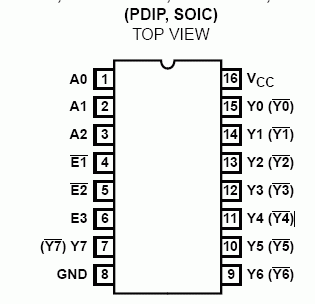 (PDIP, SOIC)
TOP VIEW
A0 1 16 VCC
A1 2 15 Y0 (Y0̅)
A2 3 14 Y1 (Y1̅)
E1̅ 4 13 Y2 (Y2̅)
E2̅ 5 12 Y3 (Y3̅)
E3 6 11 Y4 (Y4̅)
(Y7̅) Y7 7 10 Y5 (Y5̅)
GND 8 9 Y6 (Y6̅)